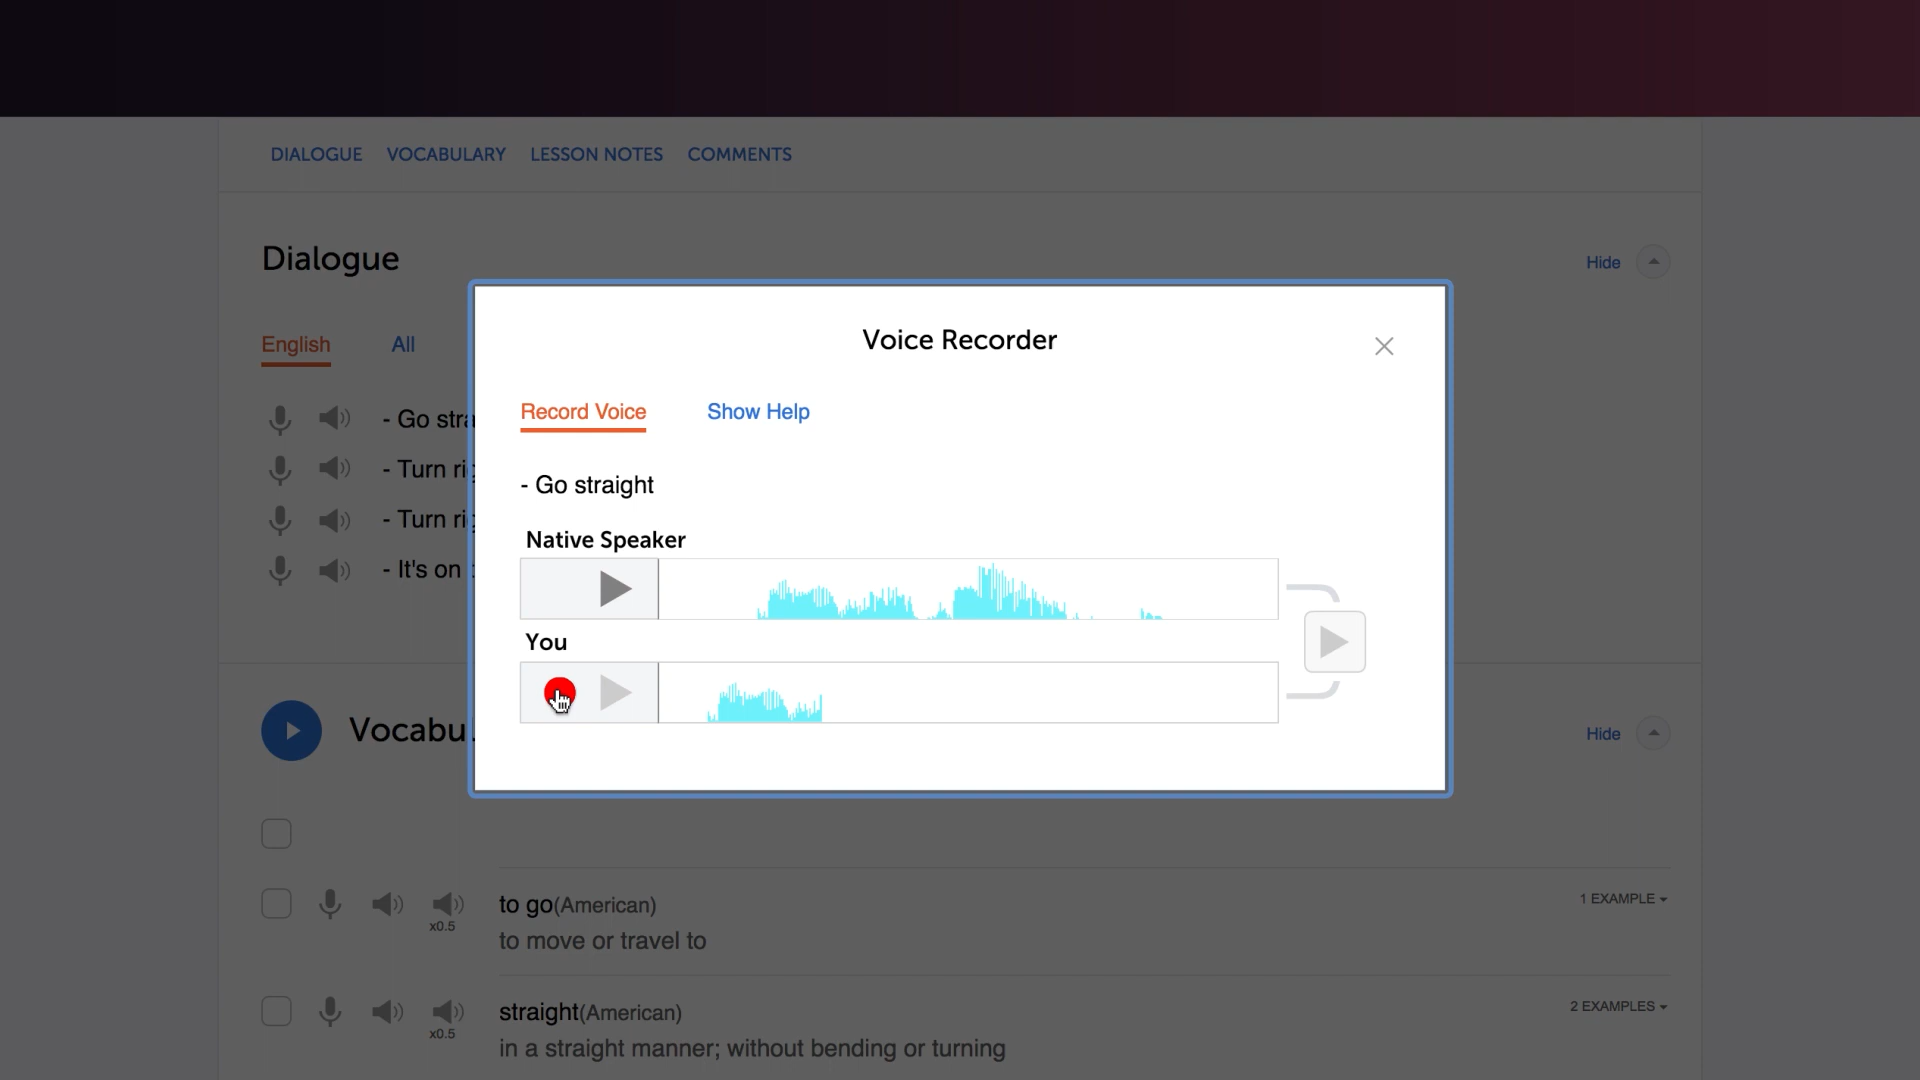 DIALOGUE VOCABULARY LESSON NOTES COMMENTS
Dialogue
Hide
English All
- Go stra
- Turn ri
- Turn ri
- It's on
Voice Recorder
Record Voice Show Help
- Go straight
Native Speaker
You
Vocabu
Hide
to go(American)
1 EXAMPLE
x0.5
to move or travel to
straight(American)
2 EXAMPLES
x0.5
in a straight manner; without bending or turning